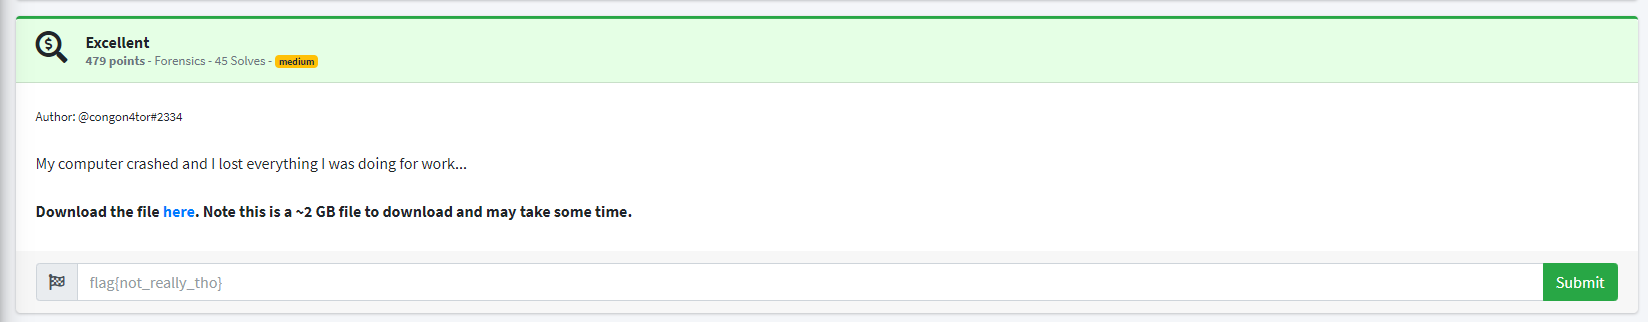 Excellent
479 points - Forensics - 45 Solves - medium
Author: @congon4tor#2334
My computer crashed and I lost everything I was doing for work...
Download the file here. Note this is a ~2 GB file to download and may take some time.
flag{not_really_tho}
Submit